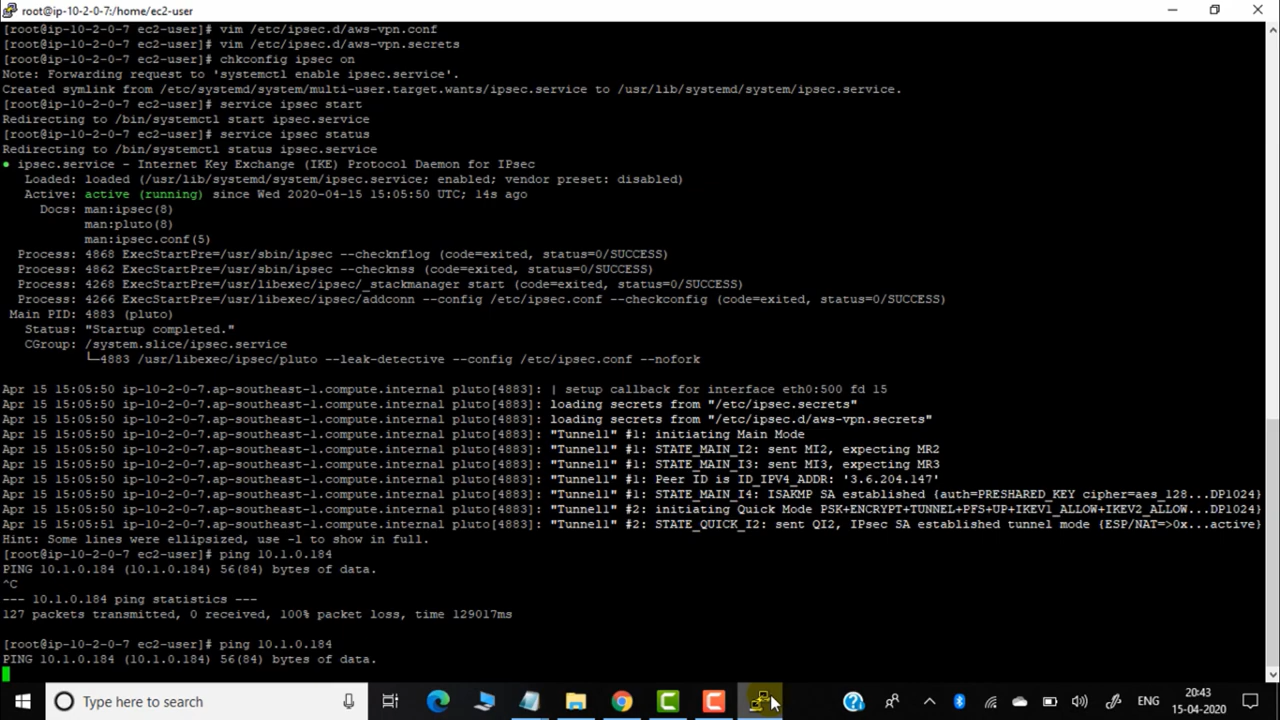 root@ip-10-2-0-7:/home/ec2-user
[root@ip-10-2-0-7 ec2-user]# vim /etc/ipsec.d/aws-vpn.conf
[root@ip-10-2-0-7 ec2-user]# vim /etc/ipsec.d/aws-vpn.secrets
[root@ip-10-2-0-7 ec2-user]# chkconfig ipsec on
Note: Forwarding request to 'systemctl enable ipsec.service'.
Created symlink from /etc/systemd/system/multi-user.target.wants/ipsec.service to /usr/lib/systemd/system/ipsec.service.
[root@ip-10-2-0-7 ec2-user]# service ipsec start
Redirecting to /bin/systemctl start ipsec.service
[root@ip-10-2-0-7 ec2-user]# service ipsec status
Redirecting to /bin/systemctl status ipsec.service
● ipsec.service - Internet Key Exchange (IKE) Protocol Daemon for IPsec
Loaded: loaded (/usr/lib/systemd/system/ipsec.service; enabled; vendor preset: disabled)
Active: active (running) since Wed 2020-04-15 15:05:50 UTC; 14s ago
Docs: man:ipsec(8)
man:pluto(8)
man:ipsec.conf(5)
Process: 4868 ExecStartPre=/usr/sbin/ipsec --checknflog (code=exited, status=0/SUCCESS)
Process: 4862 ExecStartPre=/usr/sbin/ipsec --checknss (code=exited, status=0/SUCCESS)
Process: 4268 ExecStartPre=/usr/libexec/ipsec/_stackmanager start (code=exited, status=0/SUCCESS)
Process: 4266 ExecStartPre=/usr/libexec/ipsec/addconn --config /etc/ipsec.conf --checkconfig (code=exited, status=0/SUCCESS)
Main PID: 4883 (pluto)
Status: "Startup completed."
CGroup: /system.slice/ipsec.service
└─4883 /usr/libexec/ipsec/pluto --leak-detective --config /etc/ipsec.conf --nofork
Apr 15 15:05:50 ip-10-2-0-7.ap-southeast-1.compute.internal pluto[4883]: | setup callback for interface eth0:500 fd 15
Apr 15 15:05:50 ip-10-2-0-7.ap-southeast-1.compute.internal pluto[4883]: loading secrets from "/etc/ipsec.secrets"
Apr 15 15:05:50 ip-10-2-0-7.ap-southeast-1.compute.internal pluto[4883]: loading secrets from "/etc/ipsec.d/aws-vpn.secrets"
Apr 15 15:05:50 ip-10-2-0-7.ap-southeast-1.compute.internal pluto[4883]: "Tunnel1" #1: initiating Main Mode
Apr 15 15:05:50 ip-10-2-0-7.ap-southeast-1.compute.internal pluto[4883]: "Tunnel1" #1: STATE_MAIN_I2: sent MI2, expecting MR2
Apr 15 15:05:50 ip-10-2-0-7.ap-southeast-1.compute.internal pluto[4883]: "Tunnel1" #1: STATE_MAIN_I3: sent MI3, expecting MR3
Apr 15 15:05:50 ip-10-2-0-7.ap-southeast-1.compute.internal pluto[4883]: "Tunnel1" #1: Peer ID is ID_IPV4_ADDR: '3.6.204.147'
Apr 15 15:05:50 ip-10-2-0-7.ap-southeast-1.compute.internal pluto[4883]: "Tunnel1" #1: STATE_MAIN_I4: ISAKMP SA established {auth=PRESHARED_KEY cipher=aes_128...DP1024}
Apr 15 15:05:50 ip-10-2-0-7.ap-southeast-1.compute.internal pluto[4883]: "Tunnel1" #2: initiating Quick Mode PSK+ENCRYPT+TUNNEL+PFS+UP+IKEV1_ALLOW+IKEV2_ALLOW...DP1024}
Apr 15 15:05:51 ip-10-2-0-7.ap-southeast-1.compute.internal pluto[4883]: "Tunnel1" #2: STATE_QUICK_I2: sent QI2, IPsec SA established tunnel mode {ESP/NAT=>0x...active}
Hint: Some lines were ellipsized, use -l to show in full.
[root@ip-10-2-0-7 ec2-user]# ping 10.1.0.184
PING 10.1.0.184 (10.1.0.184) 56(84) bytes of data.
^C
--- 10.1.0.184 ping statistics ---
127 packets transmitted, 0 received, 100% packet loss, time 129017ms
[root@ip-10-2-0-7 ec2-user]# ping 10.1.0.184
PING 10.1.0.184 (10.1.0.184) 56(84) bytes of data.
Type here to search
ENG
20:43
15-04-2020